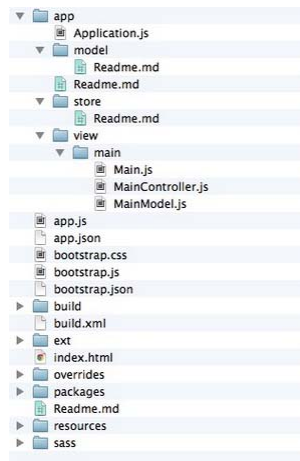 app
Application.js
model
Readme.md
Readme.md
store
Readme.md
view
main
Main.js
MainController.js
MainModel.js
app.js
app.json
bootstrap.css
bootstrap.js
bootstrap.json
build
build.xml
ext
index.html
overrides
packages
Readme.md
resources
sass